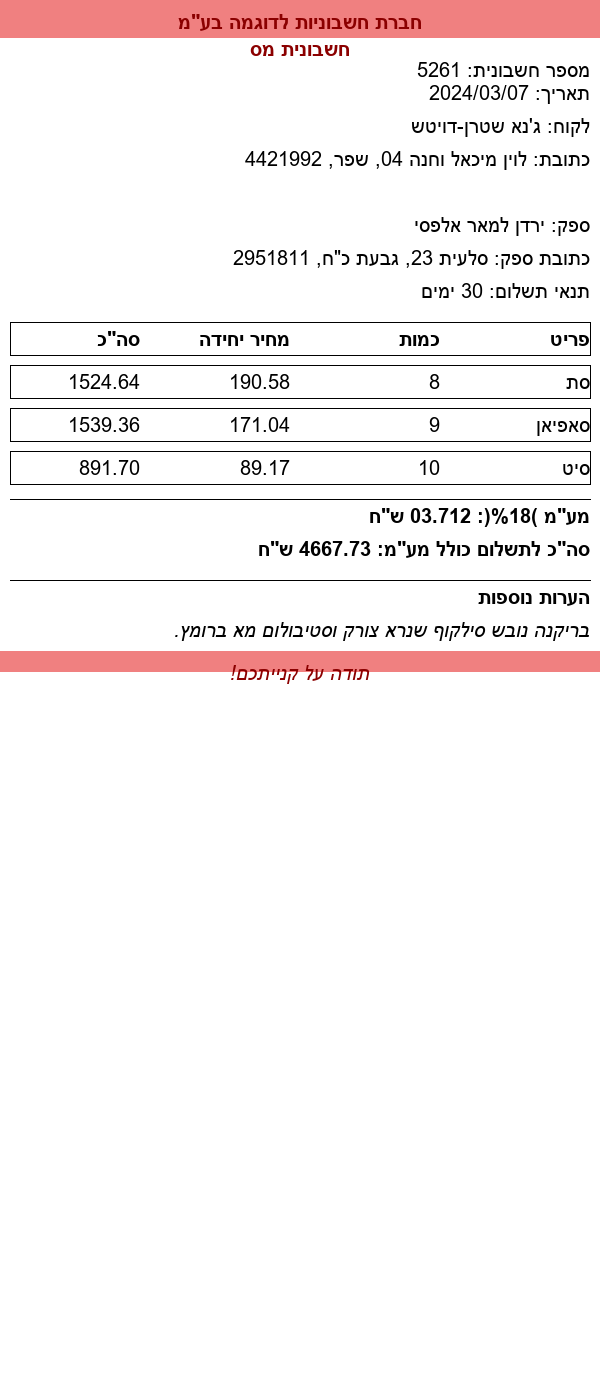 חברת חשבוניות לדוגמה בע"מ
חשבונית מס
מספר חשבונית: 5261
תאריך: 2024/03/07
לקוח: ג'נא שטרן-דויטש
כתובת: לוין מיכאל וחנה 04, שפר, 4421992
ספק: ירדן למאר אלפסי
כתובת ספק: סלעית 23, גבעת כ"ח, 2951811
תנאי תשלום: 30 ימים
פריט כמות מחיר יחידה סה"כ
סת 8 190.58 1524.64
סאפיאן 9 171.04 1539.36
סיט 10 89.17 891.70
מע"מ )18%(: 03.712 ש"ח
סה"כ לתשלום כולל מע"מ: 4667.73 ש"ח
הערות נוספות
בריקנה נובש סילקוף שנרא צורק וסטיבולום מא ברומץ.
תודה על קנייתכם!